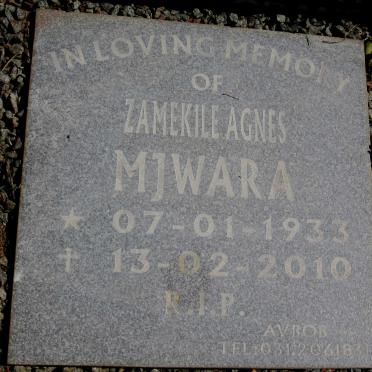 IN LOVING MEMORY
OF
ZAMEKILE AGNES
MJWARA
★ 07-01-1933
† 13-02-2010
R.I.P.
AVBOB